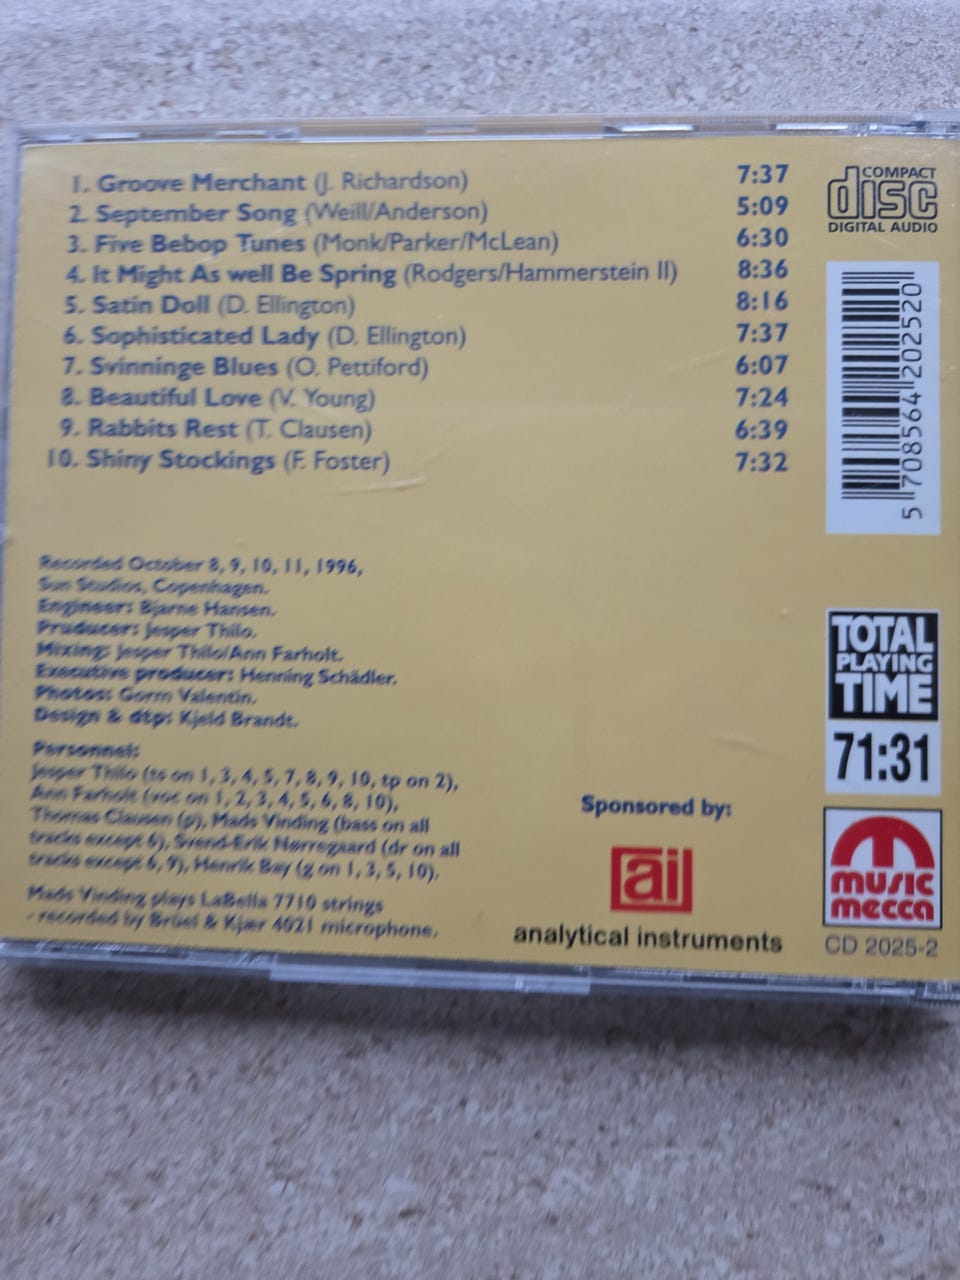 1. Groove Merchant (J. Richardson) 7:37
2. September Song (Weill/Anderson) 5:09
3. Five Bebop Tunes (Monk/Parker/McLean) 6:30
4. It Might As well Be Spring (Rodgers/Hammerstein II) 8:36
5. Satin Doll (D. Ellington) 8:16
6. Sophisticated Lady (D. Ellington) 7:37
7. Svinninge Blues (O. Pettiford) 6:07
8. Beautiful Love (V. Young) 7:24
9. Rabbits Rest (T. Clausen) 6:39
10. Shiny Stockings (F. Foster) 7:32
COMPACT
disc
DIGITAL AUDIO
5 708564 202520
Recorded October 8, 9, 10, 11, 1996,
Sun Studios, Copenhagen.
Engineer: Bjarne Hansen.
Producer: Jesper Thilo.
Mixing: Jesper Thilo/Ann Farholt.
Executive producer: Henning Schädler.
Photos: Gorm Valentin.
Design & dtp: Kjeld Brandt.
Personnel:
Jesper Thilo (ts on 1, 3, 4, 5, 7, 8, 9, 10, tp on 2),
Ann Farholt (voc on 1, 2, 3, 4, 5, 6, 8, 10),
Thomas Clausen (p), Mads Vinding (bass on all
tracks except 6), Svend-Erik Nørregaard (dr on all
tracks except 6, 9), Henrik Bay (g on 1, 3, 5, 10).
Mads Vinding plays LaBella 7710 strings
- recorded by Brüel & Kjær 4021 microphone.
Sponsored by:
ai
analytical instruments
TOTAL
PLAYING
TIME
71:31
music
mecca
CD 2025-2